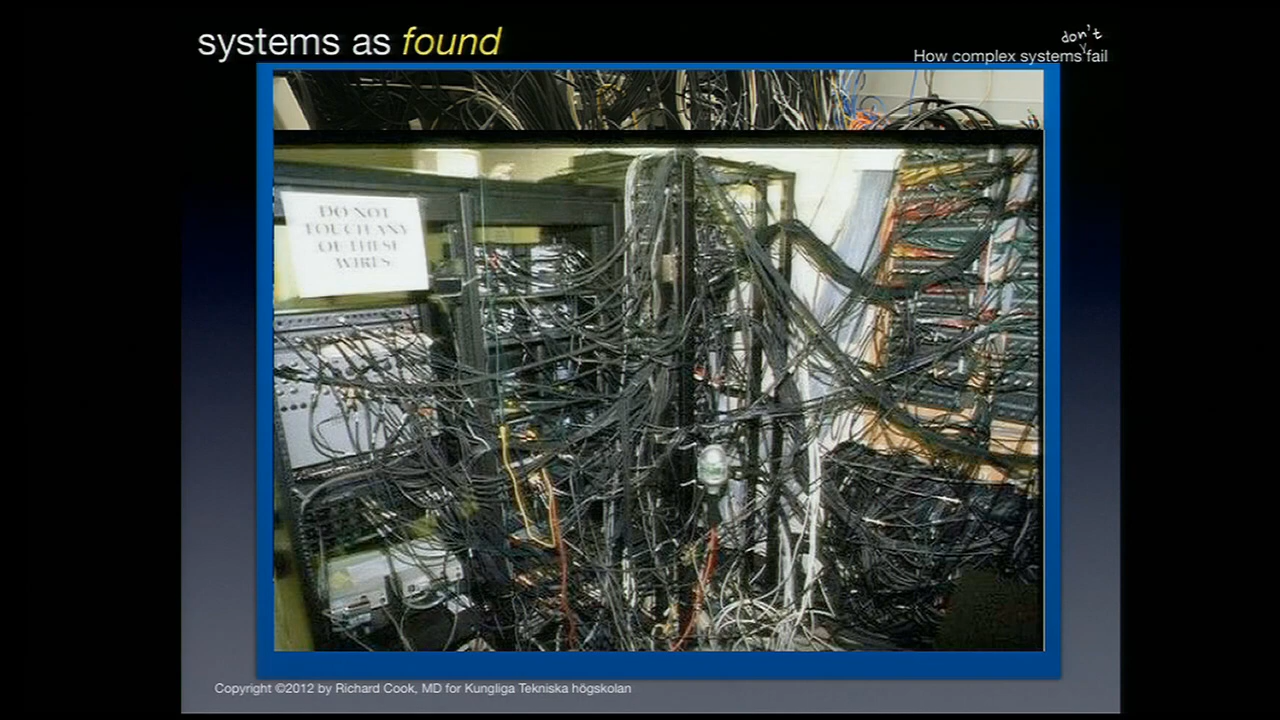 systems as found
don't
How complex systems fail
DO NOT
TOUCH ANY
OF THESE
WIRES
Copyright ©2012 by Richard Cook, MD for Kungliga Tekniska högskolan